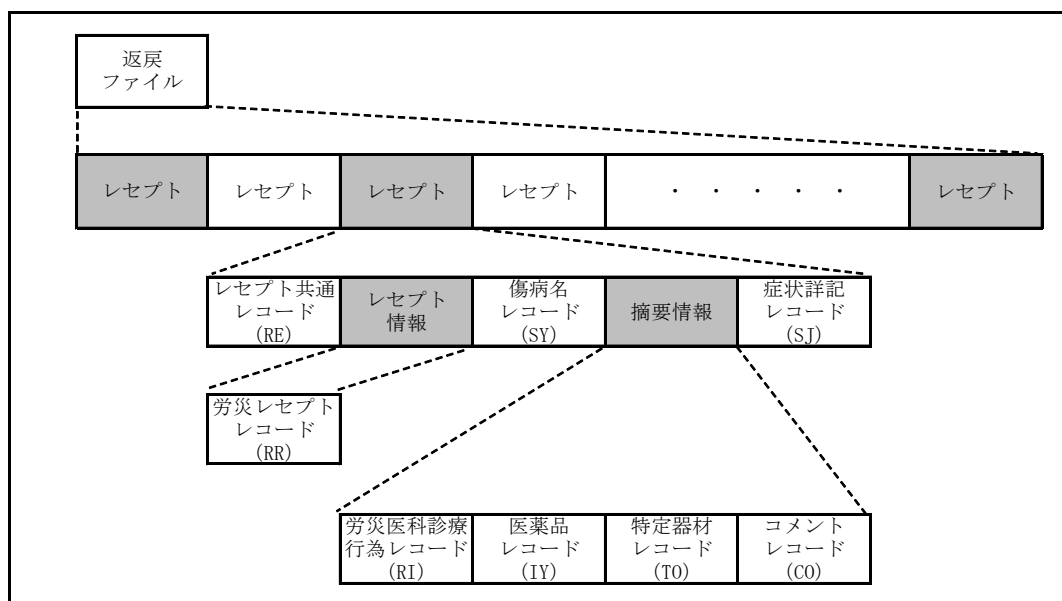 返戻
ファイル
レセプト
レセプト
レセプト
レセプト
・ ・ ・ ・ ・
レセプト
レセプト共通
レコード
(RE)
レセプト
情報
傷病名
レコード
(SY)
摘要情報
症状詳記
レコード
(SJ)
労災レセプト
レコード
(RR)
労災医科診療
行為レコード
(RI)
医薬品
レコード
(IY)
特定器材
レコード
(TO)
コメント
レコード
(CO)